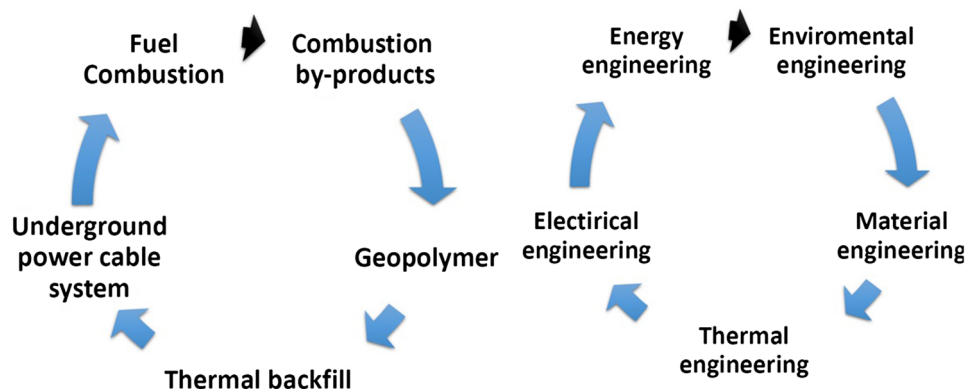 Fuel
Combustion
Combustion
by-products
Geopolymer
Thermal backfill
Underground
power cable
system
Energy
engineering
Enviromental
engineering
Material
engineering
Thermal
engineering
Electirical
engineering